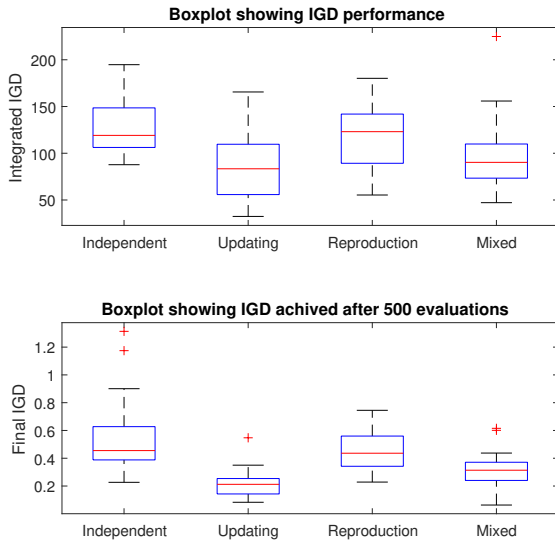 Boxplot showing IGD performance
Integrated IGD
200
150
100
50
Independent Updating Reproduction Mixed
Boxplot showing IGD achived after 500 evaluations
Final IGD
1.2
1
0.8
0.6
0.4
0.2
Independent Updating Reproduction Mixed